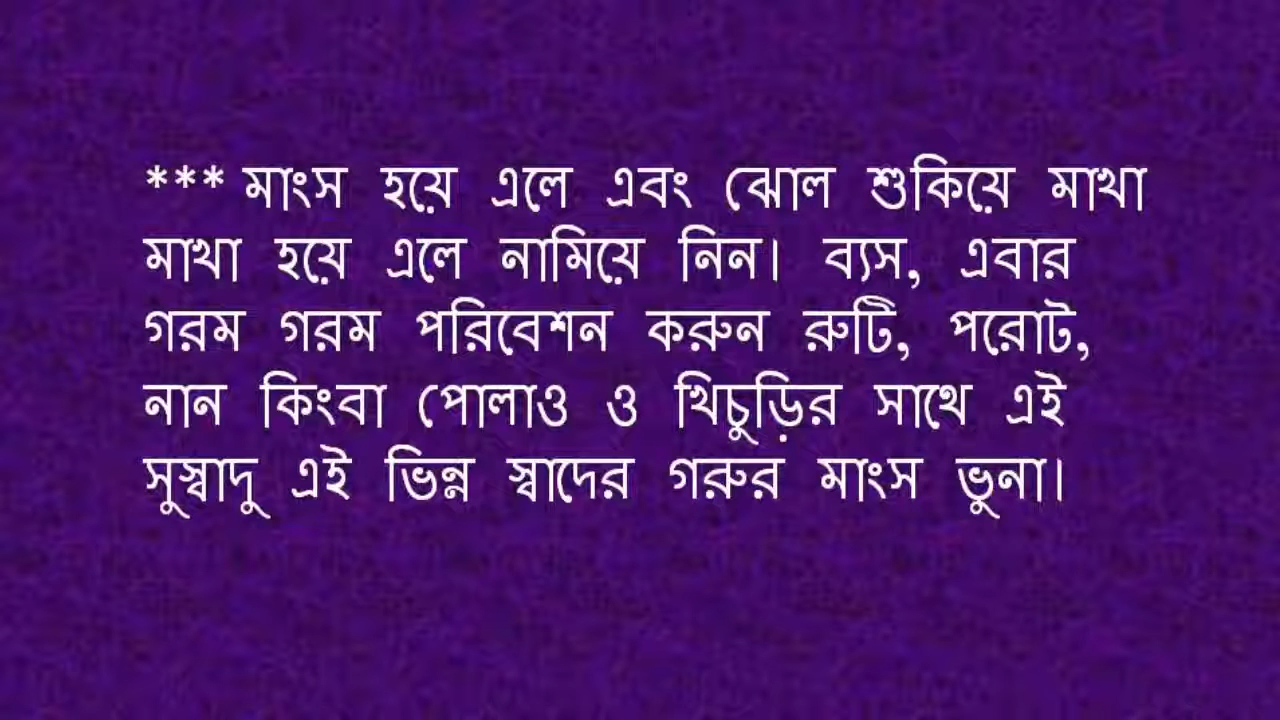 *** মাংস হয়ে এলে এবং ঝোল শুকিয়ে মাখা
মাখা হয়ে এলে নামিয়ে নিন। ব্যস, এবার
গরম গরম পরিবেশন করুন রুটি, পরোট,
নান কিংবা পোলাও ও খিচুড়ির সাথে এই
সুস্বাদু এই ভিন্ন স্বাদের গরুর মাংস ভুনা।